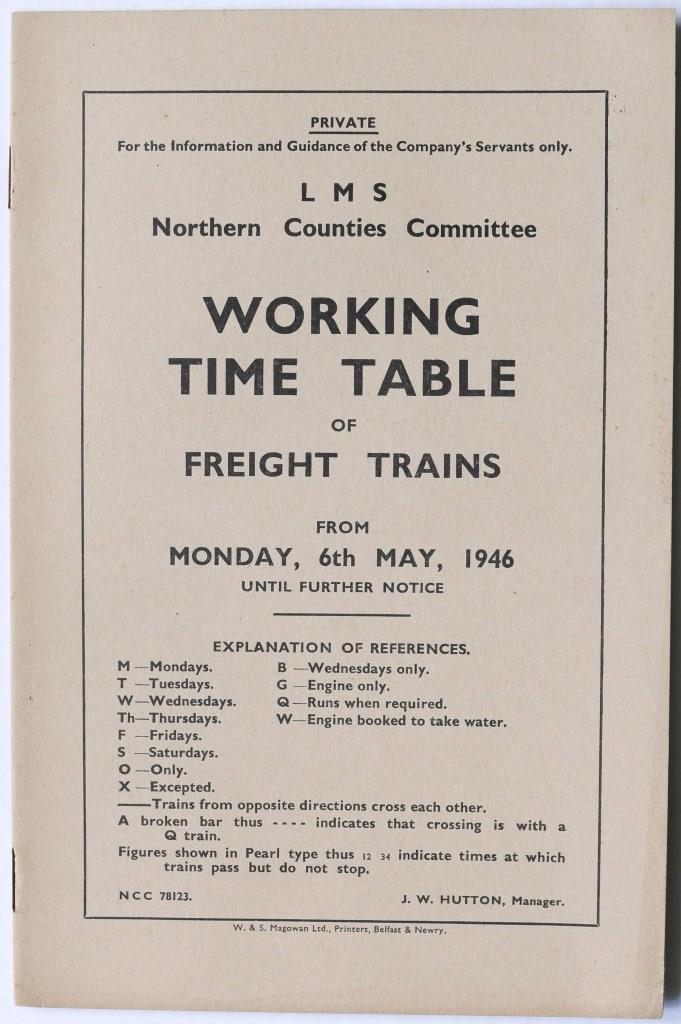 PRIVATE
For the Information and Guidance of the Company's Servants only.
L M S
Northern Counties Committee
WORKING
TIME TABLE
OF
FREIGHT TRAINS
FROM
MONDAY, 6th MAY, 1946
UNTIL FURTHER NOTICE
EXPLANATION OF REFERENCES.
M —Mondays. B —Wednesdays only.
T —Tuesdays. G —Engine only.
W—Wednesdays. Q—Runs when required.
Th—Thursdays. W—Engine booked to take water.
F —Fridays.
S —Saturdays.
O —Only.
X —Excepted.
——Trains from opposite directions cross each other.
A broken bar thus - - - - indicates that crossing is with a
Q train.
Figures shown in Pearl type thus 12 34 indicate times at which
trains pass but do not stop.
NCC 78123. J. W. HUTTON, Manager.
W. & S. Magowan Ltd., Printers, Belfast & Newry.